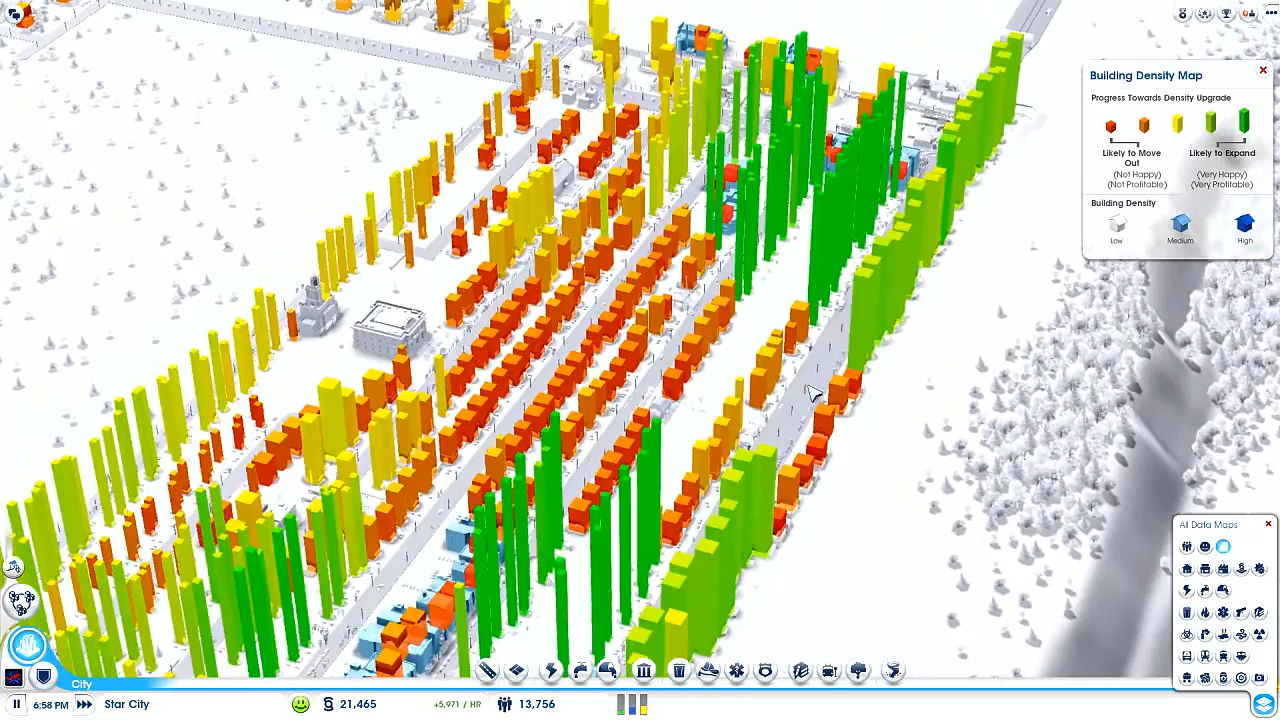 Building Density Map
Progress Towards Density Upgrade
Likely to Move Out
Likely to Expand
(Not Happy)
(Very Happy)
(Not Profitable)
(Very Profitable)
Building Density
Low
Medium
High
All Data Maps
City
6:58 PM
Star City
21,465
+5,971 / HR
13,756